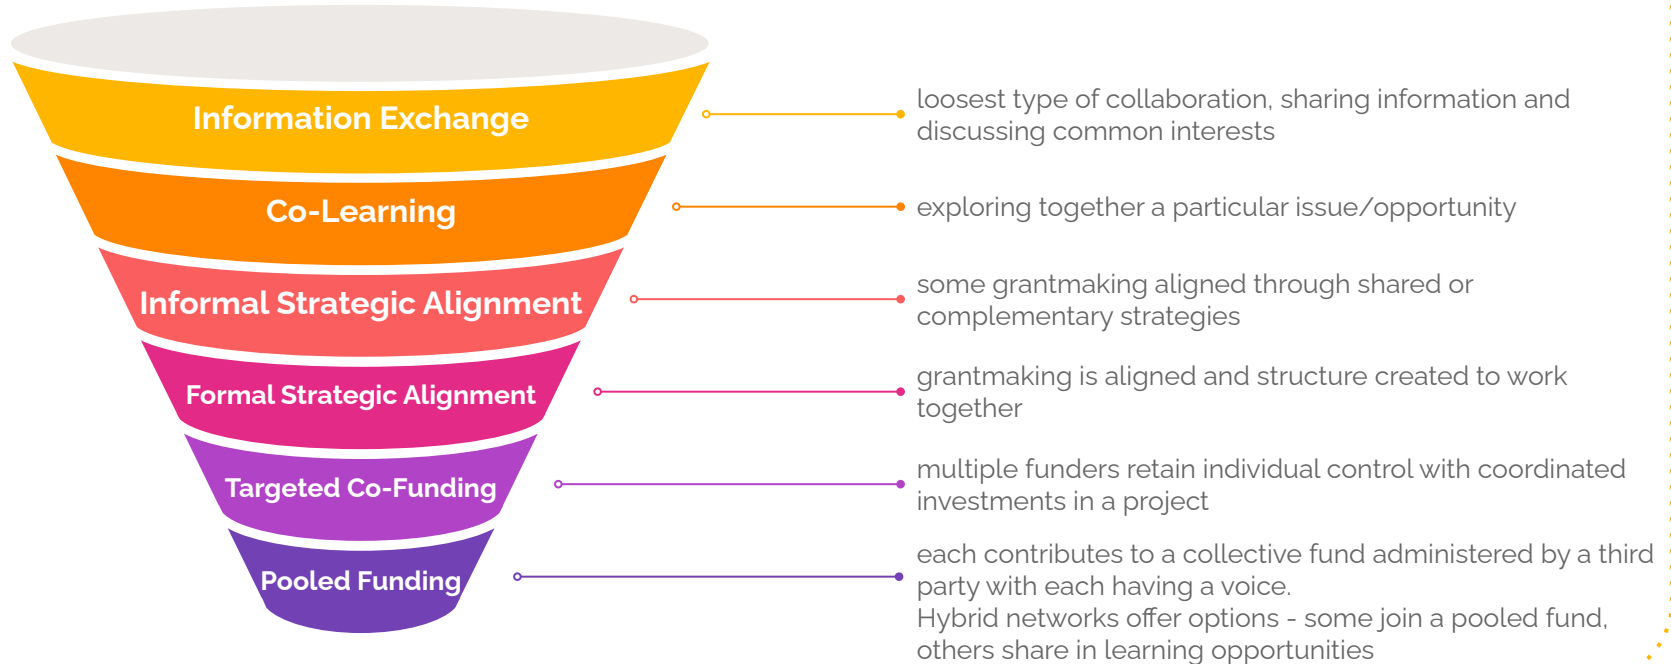 Information Exchange
loosest type of collaboration, sharing information and
discussing common interests
Co-Learning
exploring together a particular issue/opportunity
Informal Strategic Alignment
some grantmaking aligned through shared or
complementary strategies
Formal Strategic Alignment
grantmaking is aligned and structure created to work
together
Targeted Co-Funding
multiple funders retain individual control with coordinated
investments in a project
Pooled Funding
each contributes to a collective fund administered by a third
party with each having a voice.
Hybrid networks offer options - some join a pooled fund,
others share in learning opportunities